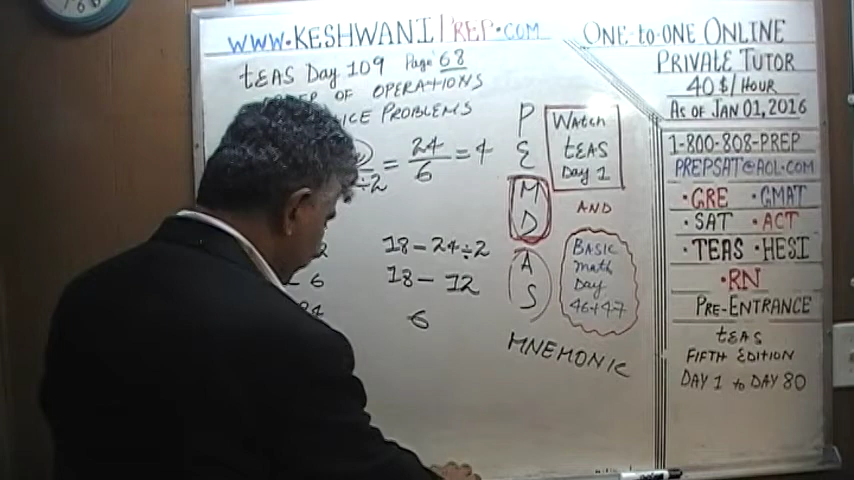 WWW.KESHWANIPREP.COM
tEAS Day 109 Page 68
OF OPERATIONS
PROBLEMS
÷2 = 24/6 = 4
18 - 24÷2
18 - 12
6
- 6
P
E
M
D
A
S
MNEMONIC
Watch
tEAS
Day 1
AND
BASIC
math
Day
46+47
ONE-to-ONE ONLINE
PRIVATE TUTOR
40$/HOUR
AS OF JAN 01, 2016
1-800-808-PREP
PREPSAT@AOL.COM
•GRE •GMAT
•SAT •ACT
•TEAS •HESI
•RN
PRE-ENTRANCE
tEAS
FIFTH EDITION
DAY 1 to DAY 80